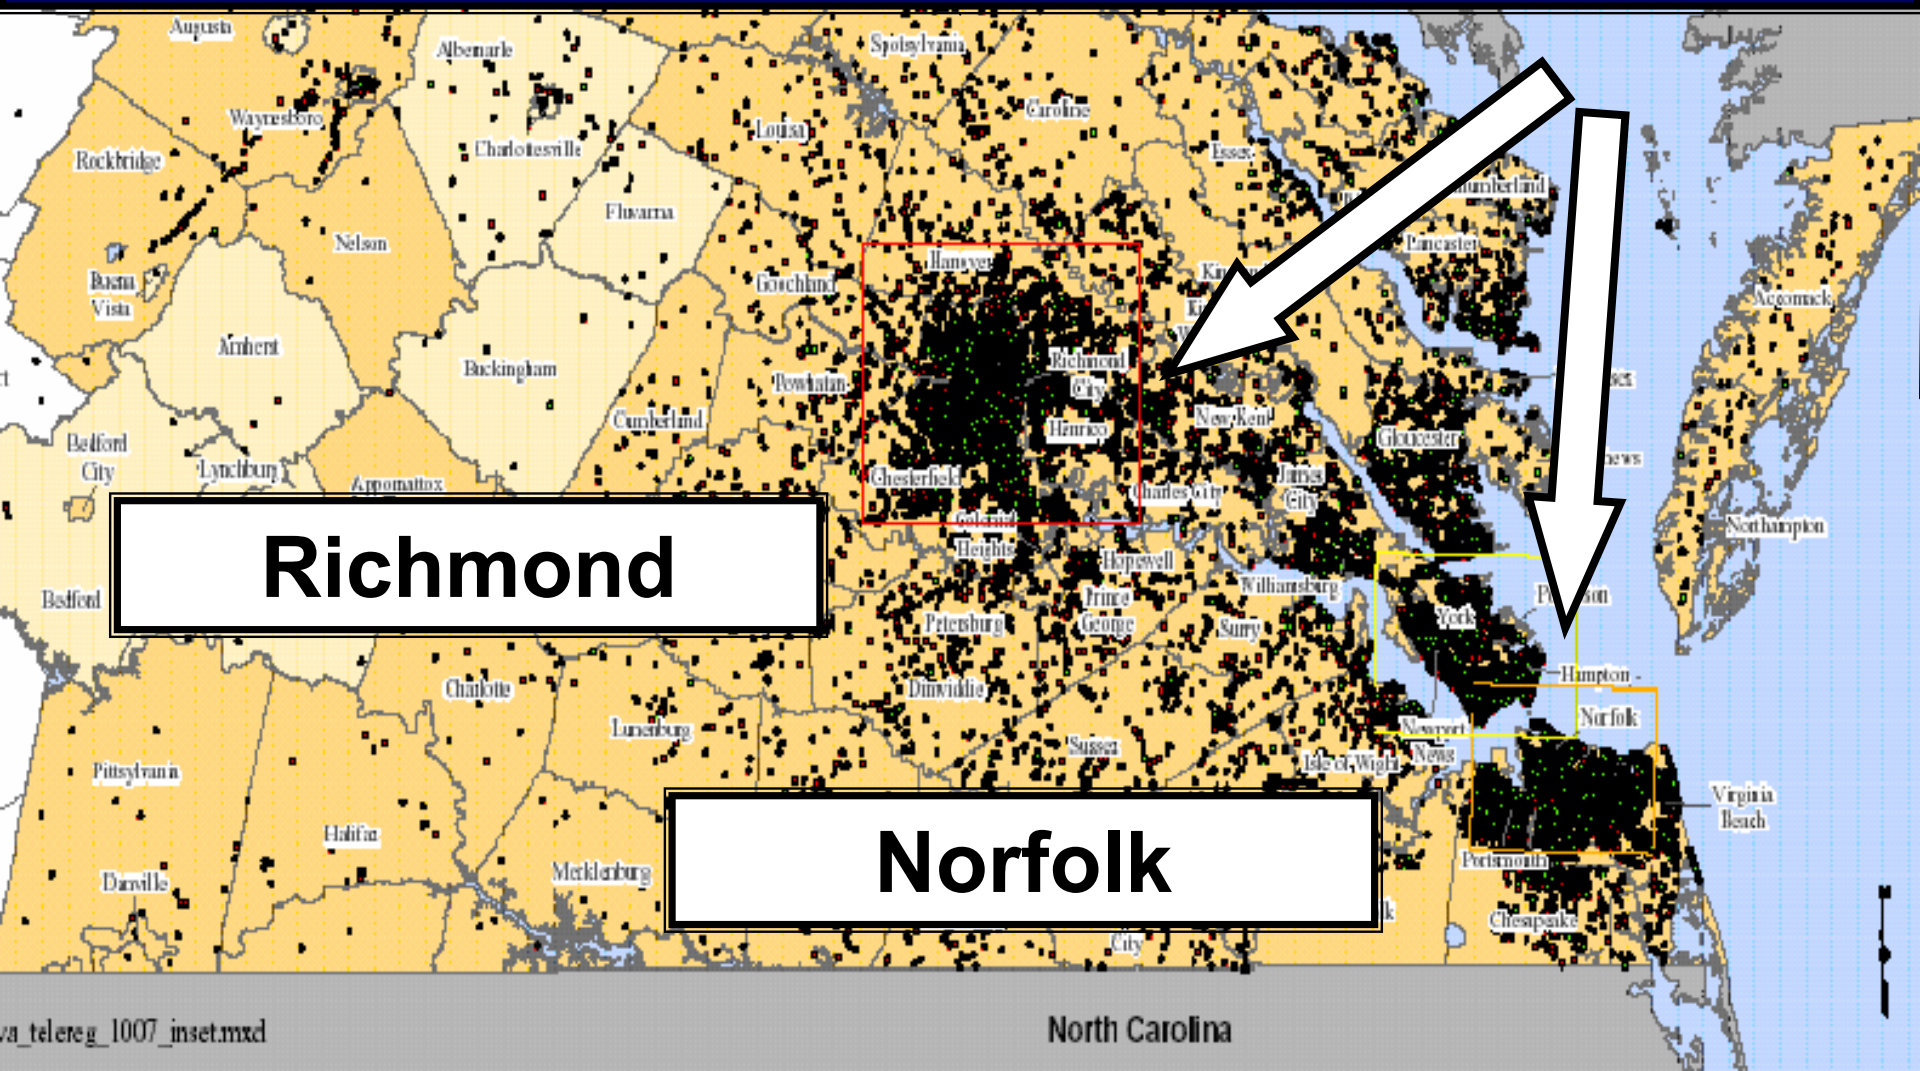 Augusta
Albemarle
Spotsylvania
Waynesboro
Caroline
Louisa
Rockbridge
Charlottesville
Essex
Fluvanna
Nelson
Lancaster
Hanover
Goochland
Buena
Vista
Accomack
Amherst
Buckingham
Richmond
City
Powhatan
Cumberland
New Kent
Henrico
Gloucester
Bedford
City
Lynchburg
Appomattox
Chesterfield
Charles City
James
City
Northampton
Colonial
Heights
Hopewell
Richmond
Williamsburg
Bedford
Prince
George
York
Petersburg
Surry
Charlotte
Dinwiddie
Hampton
Lunenburg
Newport
News
Norfolk
Sussex
Isle of Wight
Pittsylvania
Virginia
Beach
Halifax
Norfolk
Mecklenburg
Portsmouth
Danville
Chesapeake
City
va_telereg_1007_inset.mxd
North Carolina